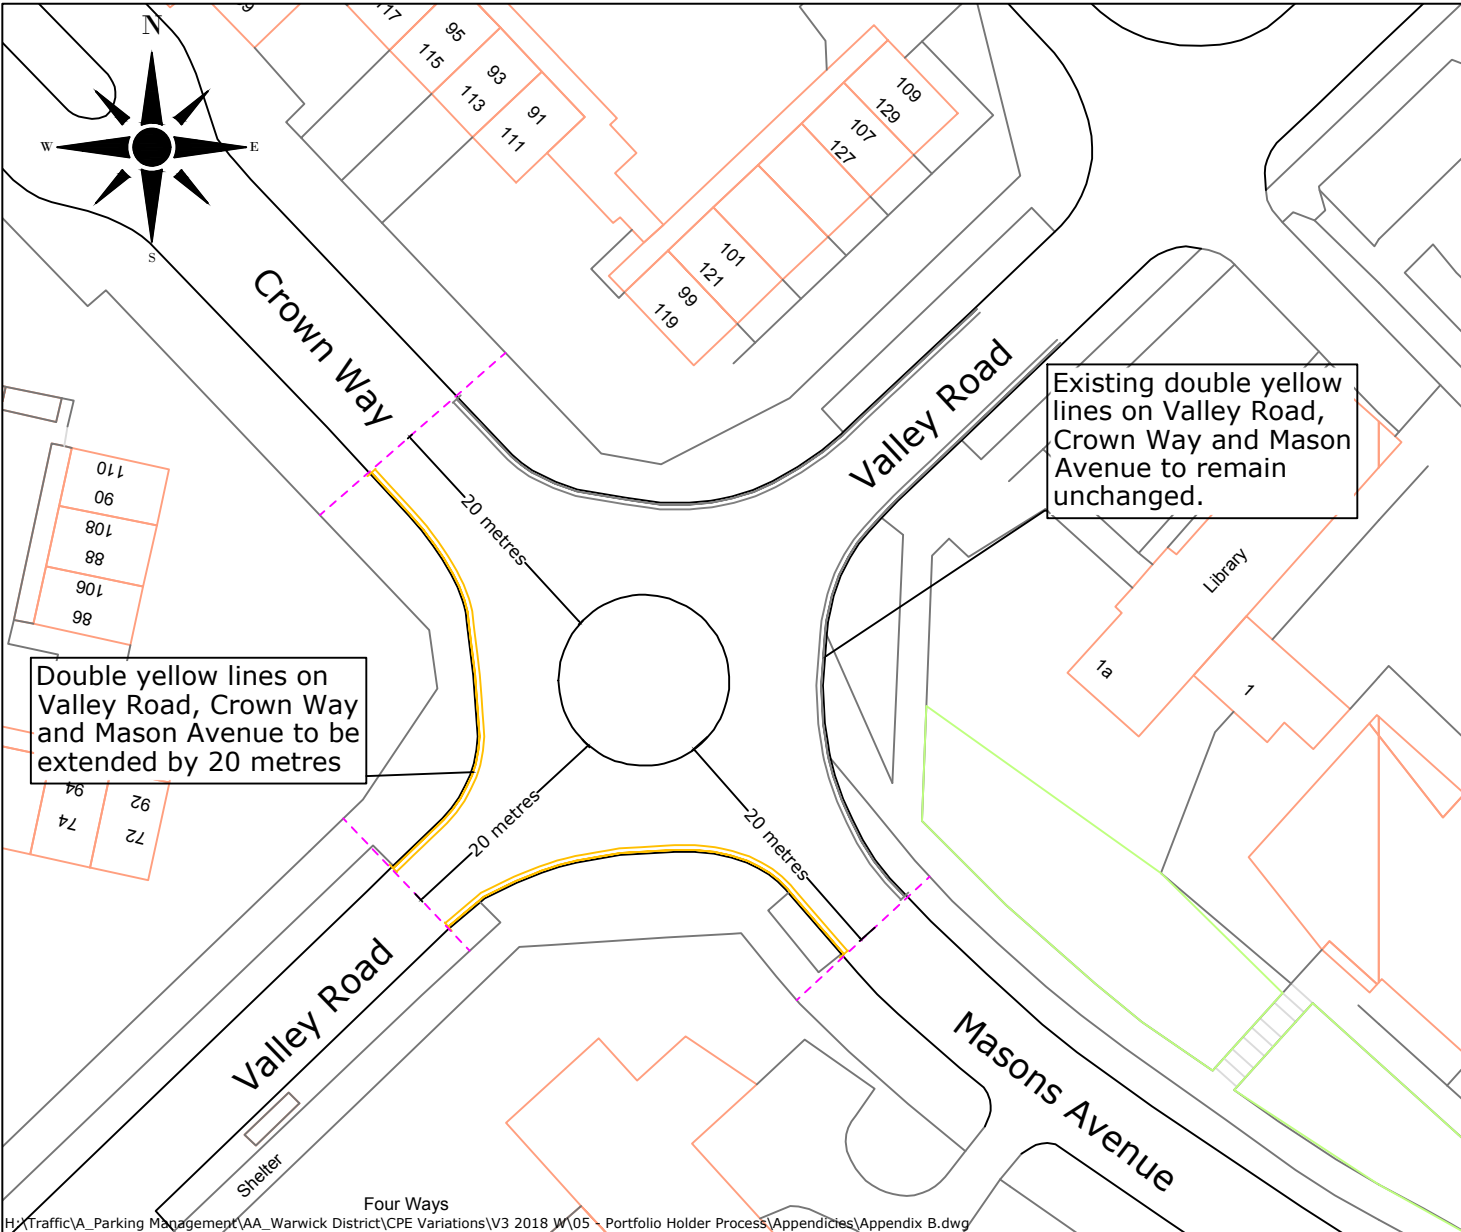 N
W
E
S
9
117
95
115
93
113
91
111
109
129
107
127
101
121
99
119
Crown Way
Valley Road
Existing double yellow
lines on Valley Road,
Crown Way and Mason
Avenue to remain
unchanged.
20 metres
110
90
108
88
106
86
Library
1a
1
Double yellow lines on
Valley Road, Crown Way
and Mason Avenue to be
extended by 20 metres
94
74
92
72
20 metres
20 metres
Valley Road
Masons Avenue
Shelter
Four Ways
H:\Traffic\A_Parking Management\AA_Warwick District\CPE Variations\V3 2018 W\05 - Portfolio Holder Process\Appendicies\Appendix B.dwg